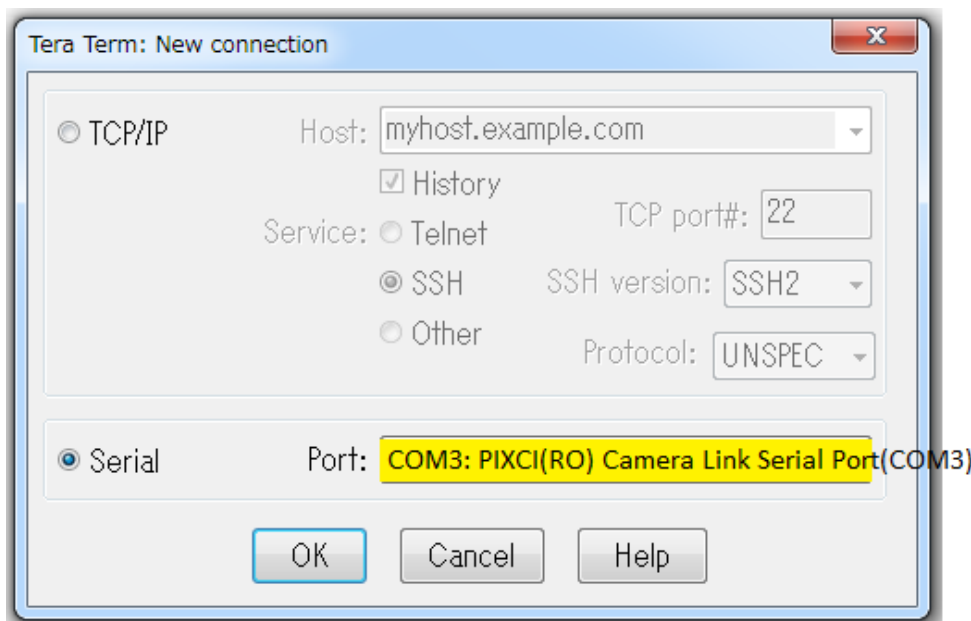 Tera Term: New connection
TCP/IP
Host: myhost.example.com
History
Service: Telnet
TCP port#: 22
SSH
SSH version: SSH2
Other
Protocol: UNSPEC
Serial
Port: COM3: PIXCI(RO) Camera Link Serial Port(COM3)
OK
Cancel
Help